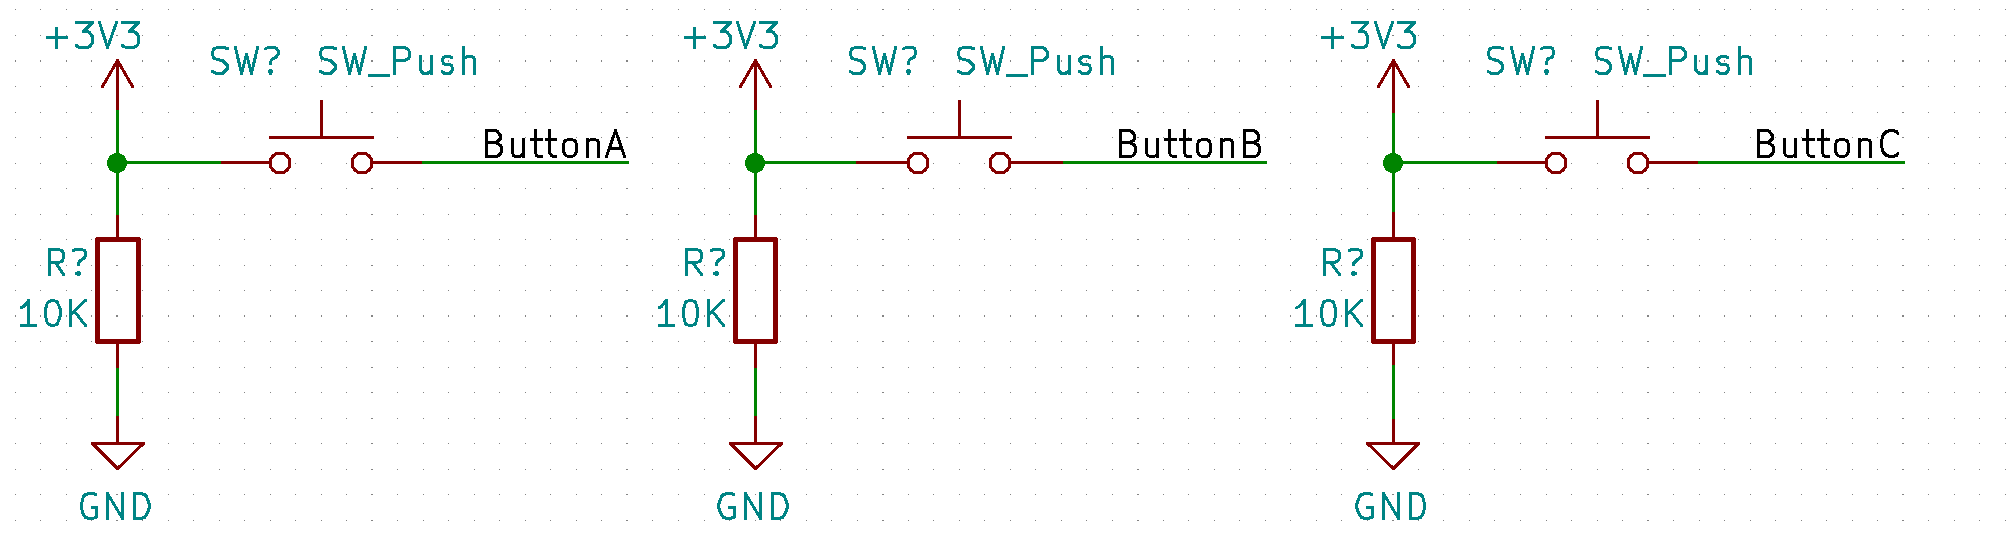 +3V3
SW? SW_Push
ButtonA
R?
10K
GND
+3V3
SW? SW_Push
ButtonB
R?
10K
GND
+3V3
SW? SW_Push
ButtonC
R?
10K
GND